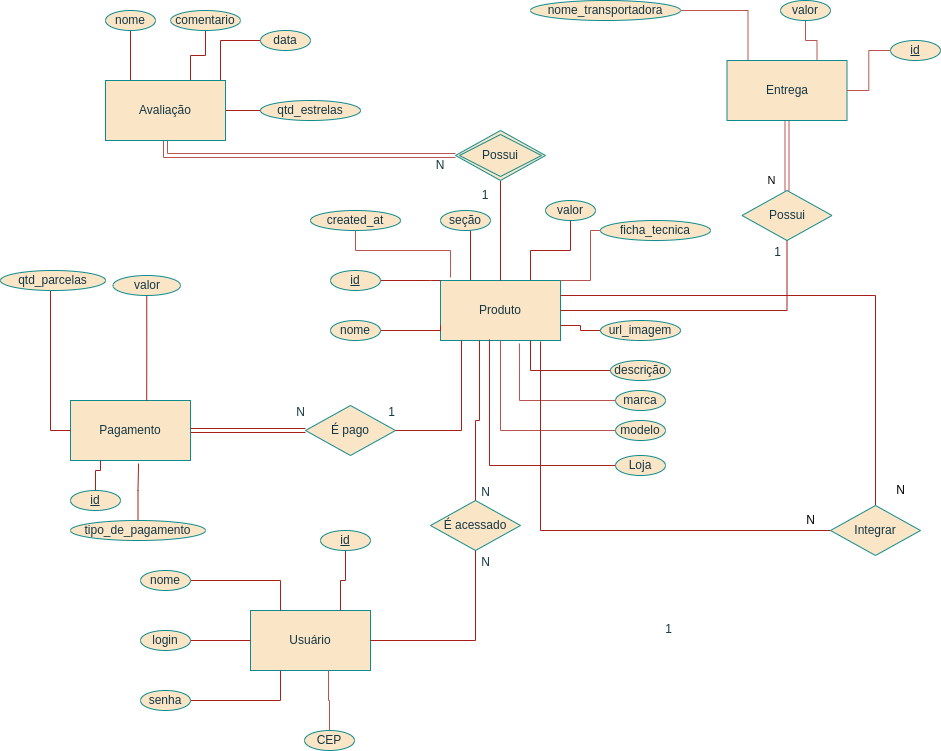 nome_transportadora
valor
nome
comentario
data
id
Avaliação
Entrega
qtd_estrelas
Possui
N
N
1
Possui
valor
created_at
seção
ficha_tecnica
1
qtd_parcelas
valor
id
Produto
nome
url_imagem
descrição
marca
N
1
Pagamento
É pago
modelo
Loja
id
N
N
tipo_de_pagamento
É acessado
N
Integrar
id
N
nome
login
Usuário
1
senha
CEP